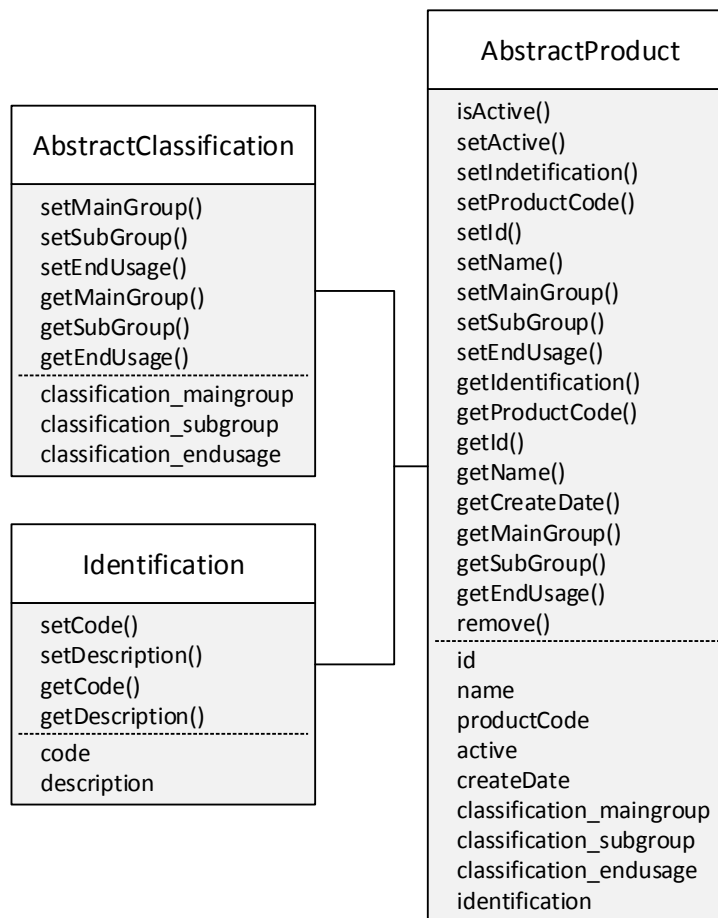 AbstractClassification
setMainGroup()
setSubGroup()
setEndUsage()
getMainGroup()
getSubGroup()
getEndUsage()
classification_maingroup
classification_subgroup
classification_endusage
Identification
setCode()
setDescription()
getCode()
getDescription()
code
description
AbstractProduct
isActive()
setActive()
setIndetification()
setProductCode()
setId()
setName()
setMainGroup()
setSubGroup()
setEndUsage()
getIdentification()
getProductCode()
getId()
getName()
getCreateDate()
getMainGroup()
getSubGroup()
getEndUsage()
remove()
id
name
productCode
active
createDate
classification_maingroup
classification_subgroup
classification_endusage
identification